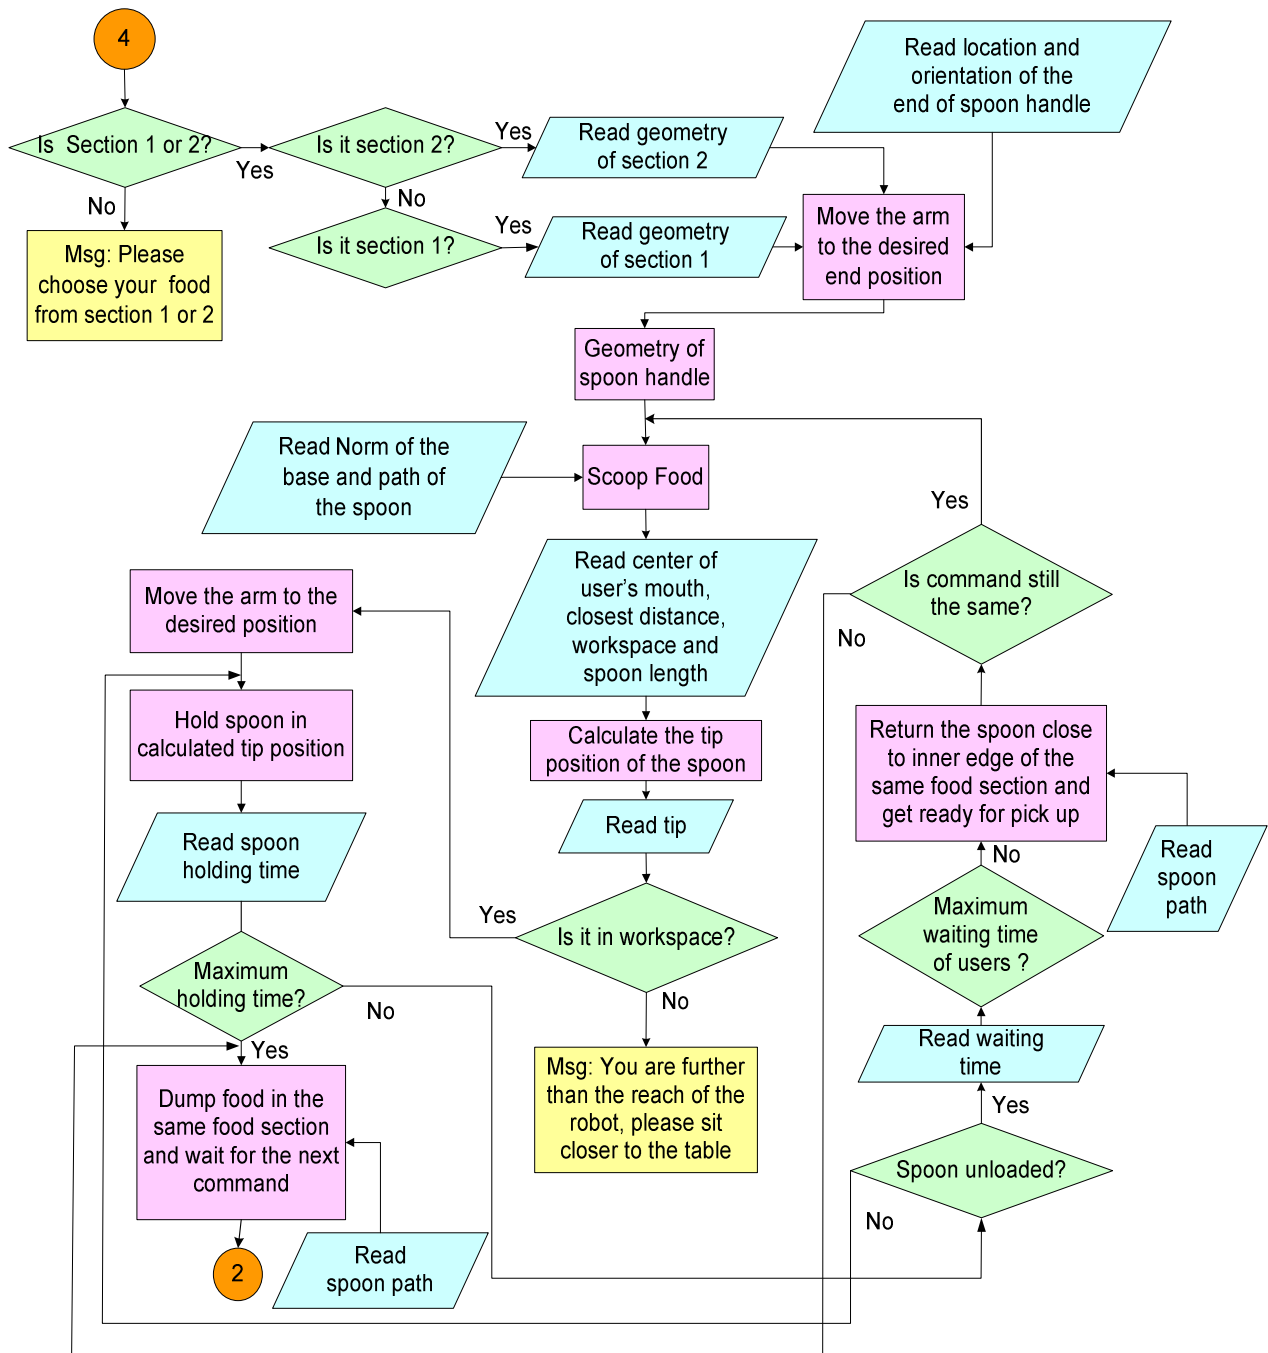 4
Is Section 1 or 2?
Yes
No
Msg: Please
choose your food
from section 1 or 2
Is it section 2?
Yes
No
Is it section 1?
Yes
Read geometry
of section 2
Read geometry
of section 1
Read location and
orientation of the
end of spoon handle
Move the arm
to the desired
end position
Geometry of
spoon handle
Read Norm of the
base and path of
the spoon
Scoop Food
Read center of
user's mouth,
closest distance,
workspace and
spoon length
Calculate the tip
position of the spoon
Read tip
Is it in workspace?
Yes
No
Msg: You are further
than the reach of the
robot, please sit
closer to the table
Move the arm to the
desired position
Hold spoon in
calculated tip position
Read spoon
holding time
Maximum
holding time?
No
Yes
Dump food in the
same food section
and wait for the next
command
Read
spoon path
2
Yes
Is command still
the same?
No
Return the spoon close
to inner edge of the
same food section and
get ready for pick up
Read
spoon
path
No
Maximum
waiting time
of users ?
Read waiting
time
Yes
Spoon unloaded?
No